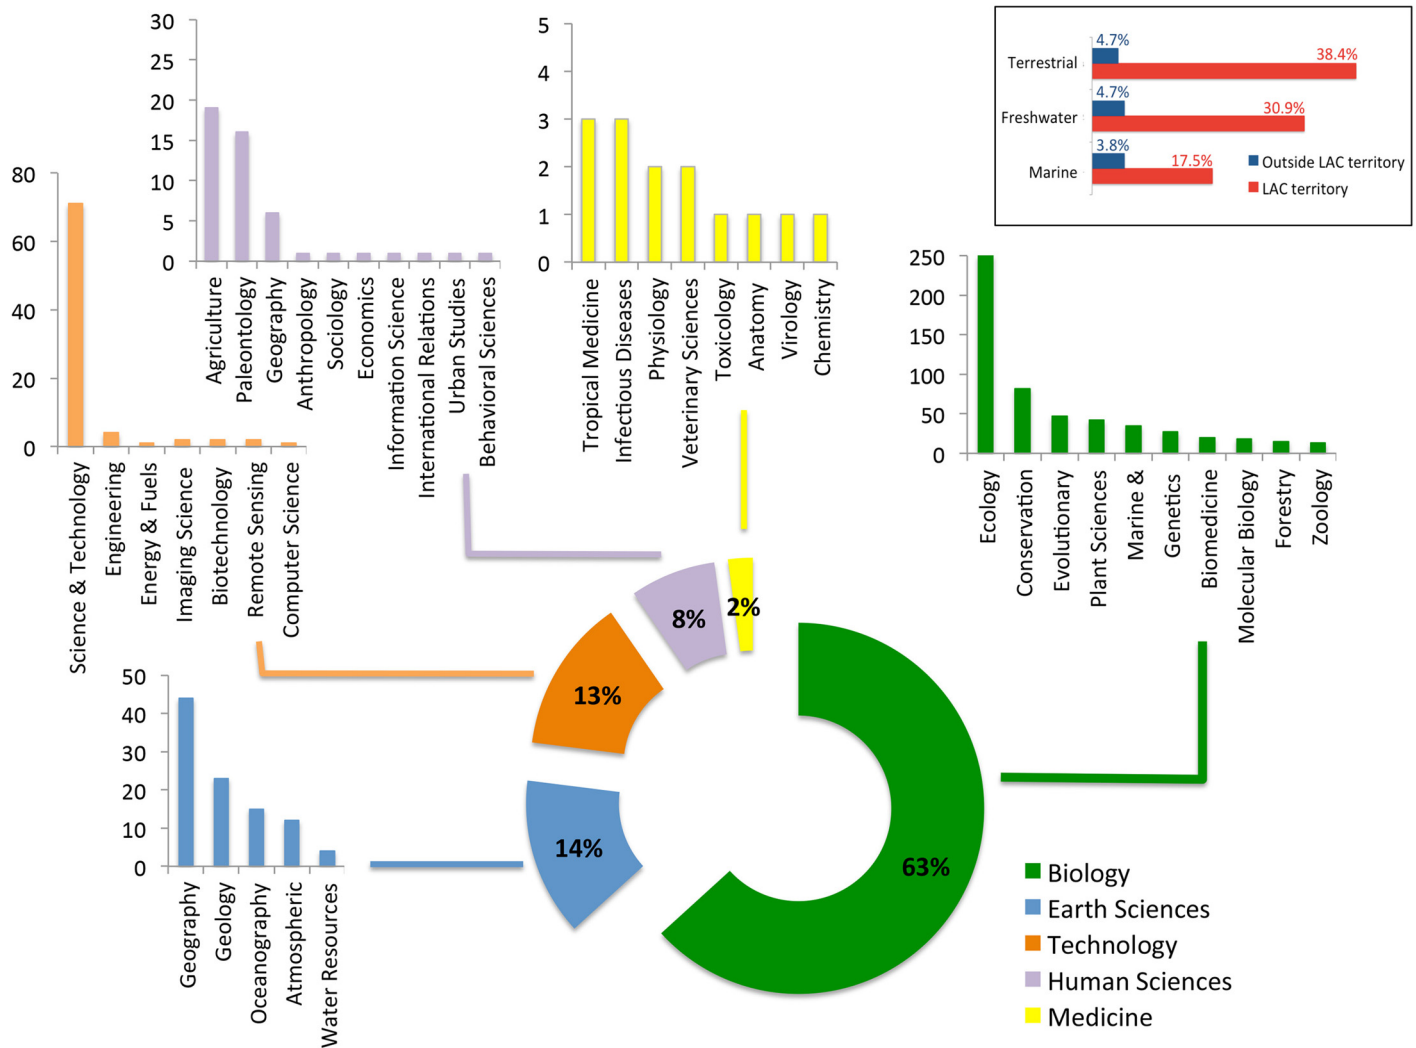 30
25
20
15
10
5
0
Agriculture
Paleontology
Geography
Anthropology
Sociology
Economics
Information Science
International Relations
Urban Studies
Behavioral Sciences
5
4
3
2
1
0
Tropical Medicine
Infectious Diseases
Physiology
Veterinary Sciences
Toxicology
Anatomy
Virology
Chemistry
Terrestrial
4.7%
38.4%
Freshwater
4.7%
30.9%
Marine
3.8%
17.5%
Outside LAC territory
LAC territory
80
60
40
20
0
Science & Technology
Engineering
Energy & Fuels
Imaging Science
Biotechnology
Remote Sensing
Computer Science
250
200
150
100
50
0
Ecology
Conservation
Evolutionary
Plant Sciences
Marine &
Genetics
Biomedicine
Molecular Biology
Forestry
Zoology
50
40
30
20
10
0
Geography
Geology
Oceanography
Atmospheric
Water Resources
2%
8%
13%
14%
63%
Biology
Earth Sciences
Technology
Human Sciences
Medicine